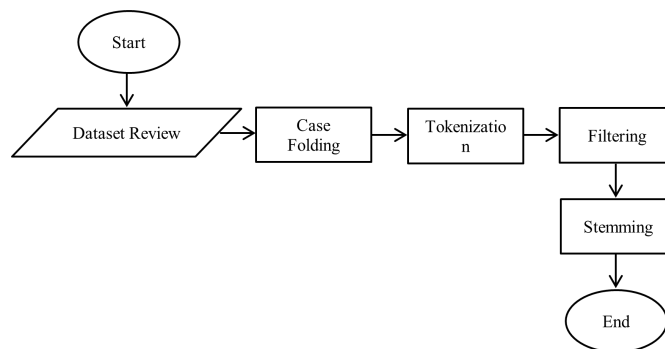 Start
Dataset Review
Case
Folding
Tokenizatio
n
Filtering
Stemming
End